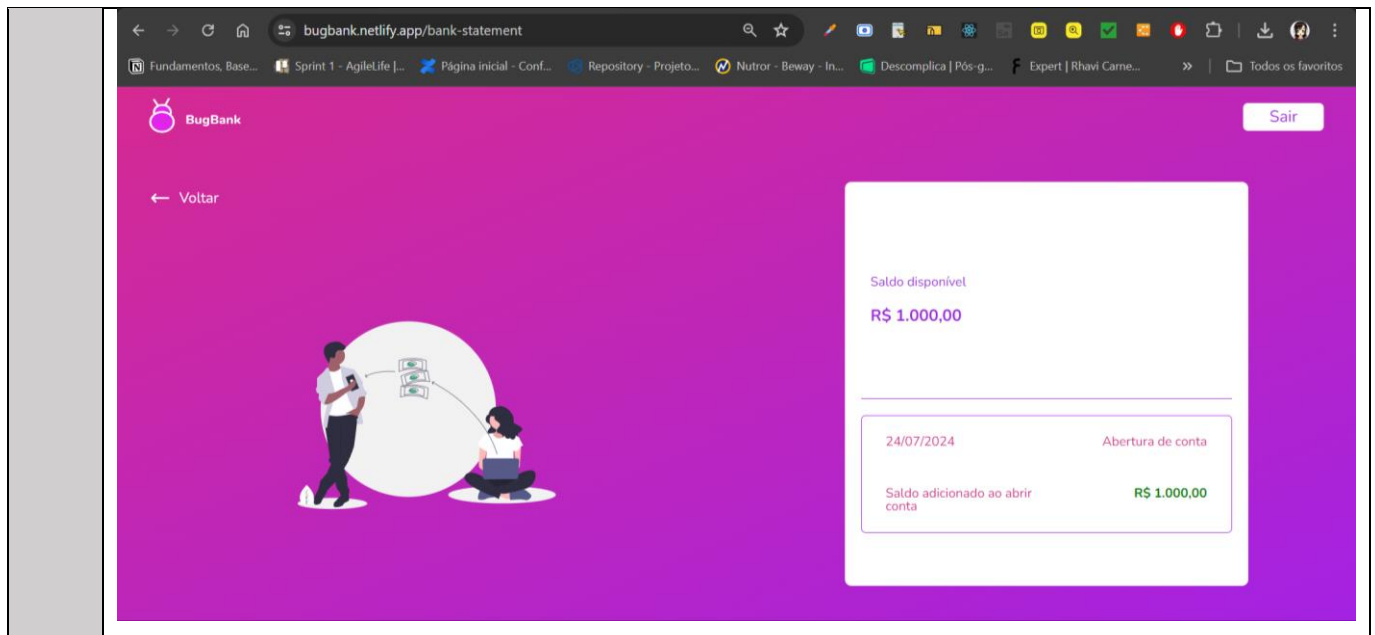 bugbank.netlify.app/bank-statement
Fundamentos, Base... Sprint 1 - AgileLife |... Página inicial - Conf... Repository - Projeto... Nutror - Beway - In... Descomplica | Pós-g... Expert | Rhavi Carne... » Todos os favoritos
BugBank
Sair
← Voltar
Saldo disponível
R$ 1.000,00
24/07/2024 Abertura de conta
Saldo adicionado ao abrir R$ 1.000,00
conta